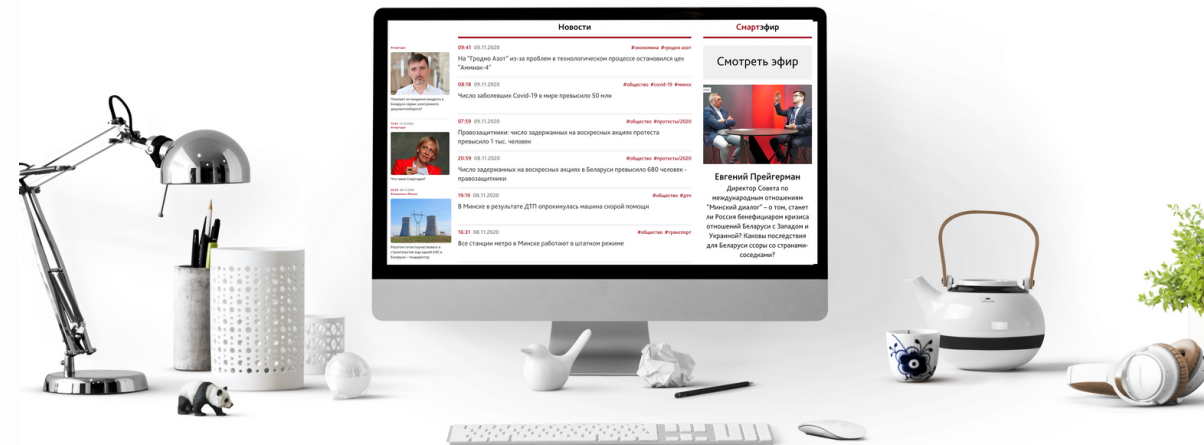 Новости
Смартэфир
09:41 09.11.2020
#экономика #гродно азот
На "Гродно Азот" из-за проблем в технологическом процессе остановился цех
"Аммиак-4"
08:18 09.11.2020
#общество #covid-19 #минск
Число заболевших Covid-19 в мире превысило 50 млн
07:59 09.11.2020
#общество #протесты/2020
Правозащитники: число задержанных на воскресных акциях протеста
превысило 1 тыс. человек
20:59 08.11.2020
#общество #протесты/2020
Число задержанных на воскресных акциях в Беларуси превысило 680 человек -
правозащитники
19:19 08.11.2020
#общество #дтп
В Минске в результате ДТП опрокинулась машина скорой помощи
16:31 08.11.2020
#общество #транспорт
Все станции метро в Минске работают в штатном режиме
Смотреть эфир
Евгений Прейгерман
Директор Совета по
международным отношениям
"Минский диалог" – о том, станет
ли Россия бенефициаром кризиса
отношений Беларуси с Западом и
Украиной? Каковы последствия
для Беларуси ссоры со странами-
соседками?